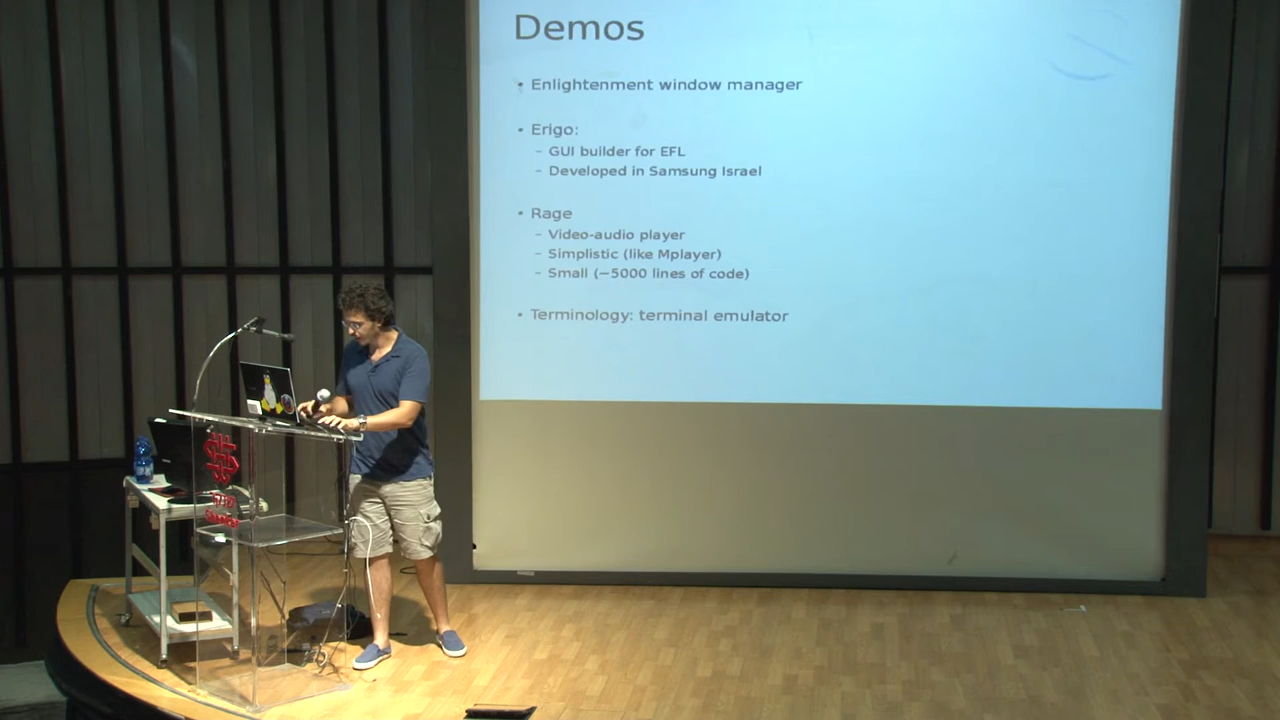 Demos
• Enlightenment window manager
• Erigo:
– GUI builder for EFL
– Developed in Samsung Israel
• Rage
– Video-audio player
– Simplistic (like Mplayer)
– Small (~5000 lines of code)
• Terminology: terminal emulator